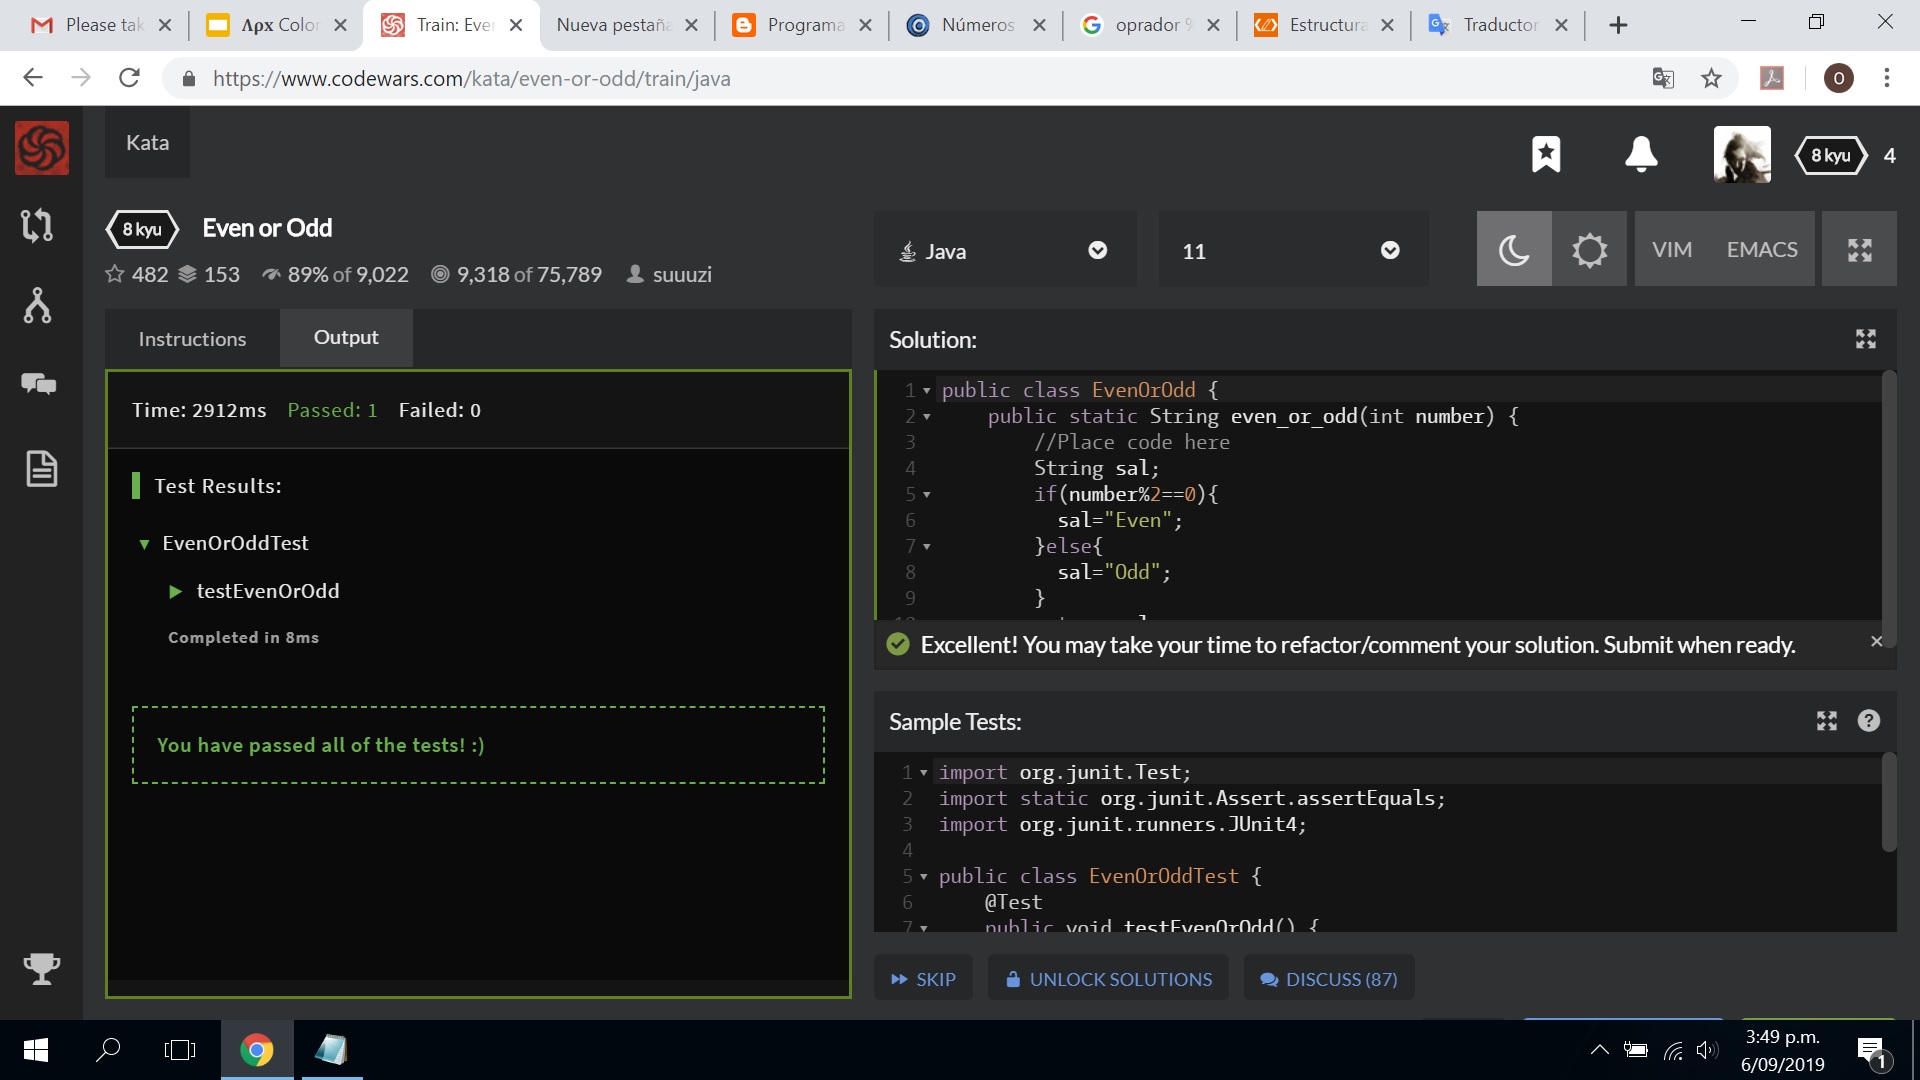 Please tak
Apx Color
Train: Ever
Nueva pestaña
Programa
Números
oprador %
Estructura
Traductor
https://www.codewars.com/kata/even-or-odd/train/java
O
Kata
8 kyu
4
8 kyu
Even or Odd
482 153 89% of 9,022 9,318 of 75,789 suuuzi
Java
11
VIM
EMACS
Instructions
Output
Time: 2912ms Passed: 1 Failed: 0
Test Results:
EvenOrOddTest
testEvenOrOdd
Completed in 8ms
You have passed all of the tests! :)
Solution:
1 public class EvenOrOdd {
2 public static String even_or_odd(int number) {
3 //Place code here
4 String sal;
5 if(number%2==0){
6 sal="Even";
7 }else{
8 sal="Odd";
9 }
Excellent! You may take your time to refactor/comment your solution. Submit when ready.
Sample Tests:
1 import org.junit.Test;
2 import static org.junit.Assert.assertEquals;
3 import org.junit.runners.JUnit4;
4
5 public class EvenOrOddTest {
6 @Test
7 public void testEvenOrOdd() {
SKIP
UNLOCK SOLUTIONS
DISCUSS (87)
3:49 p.m.
6/09/2019
1